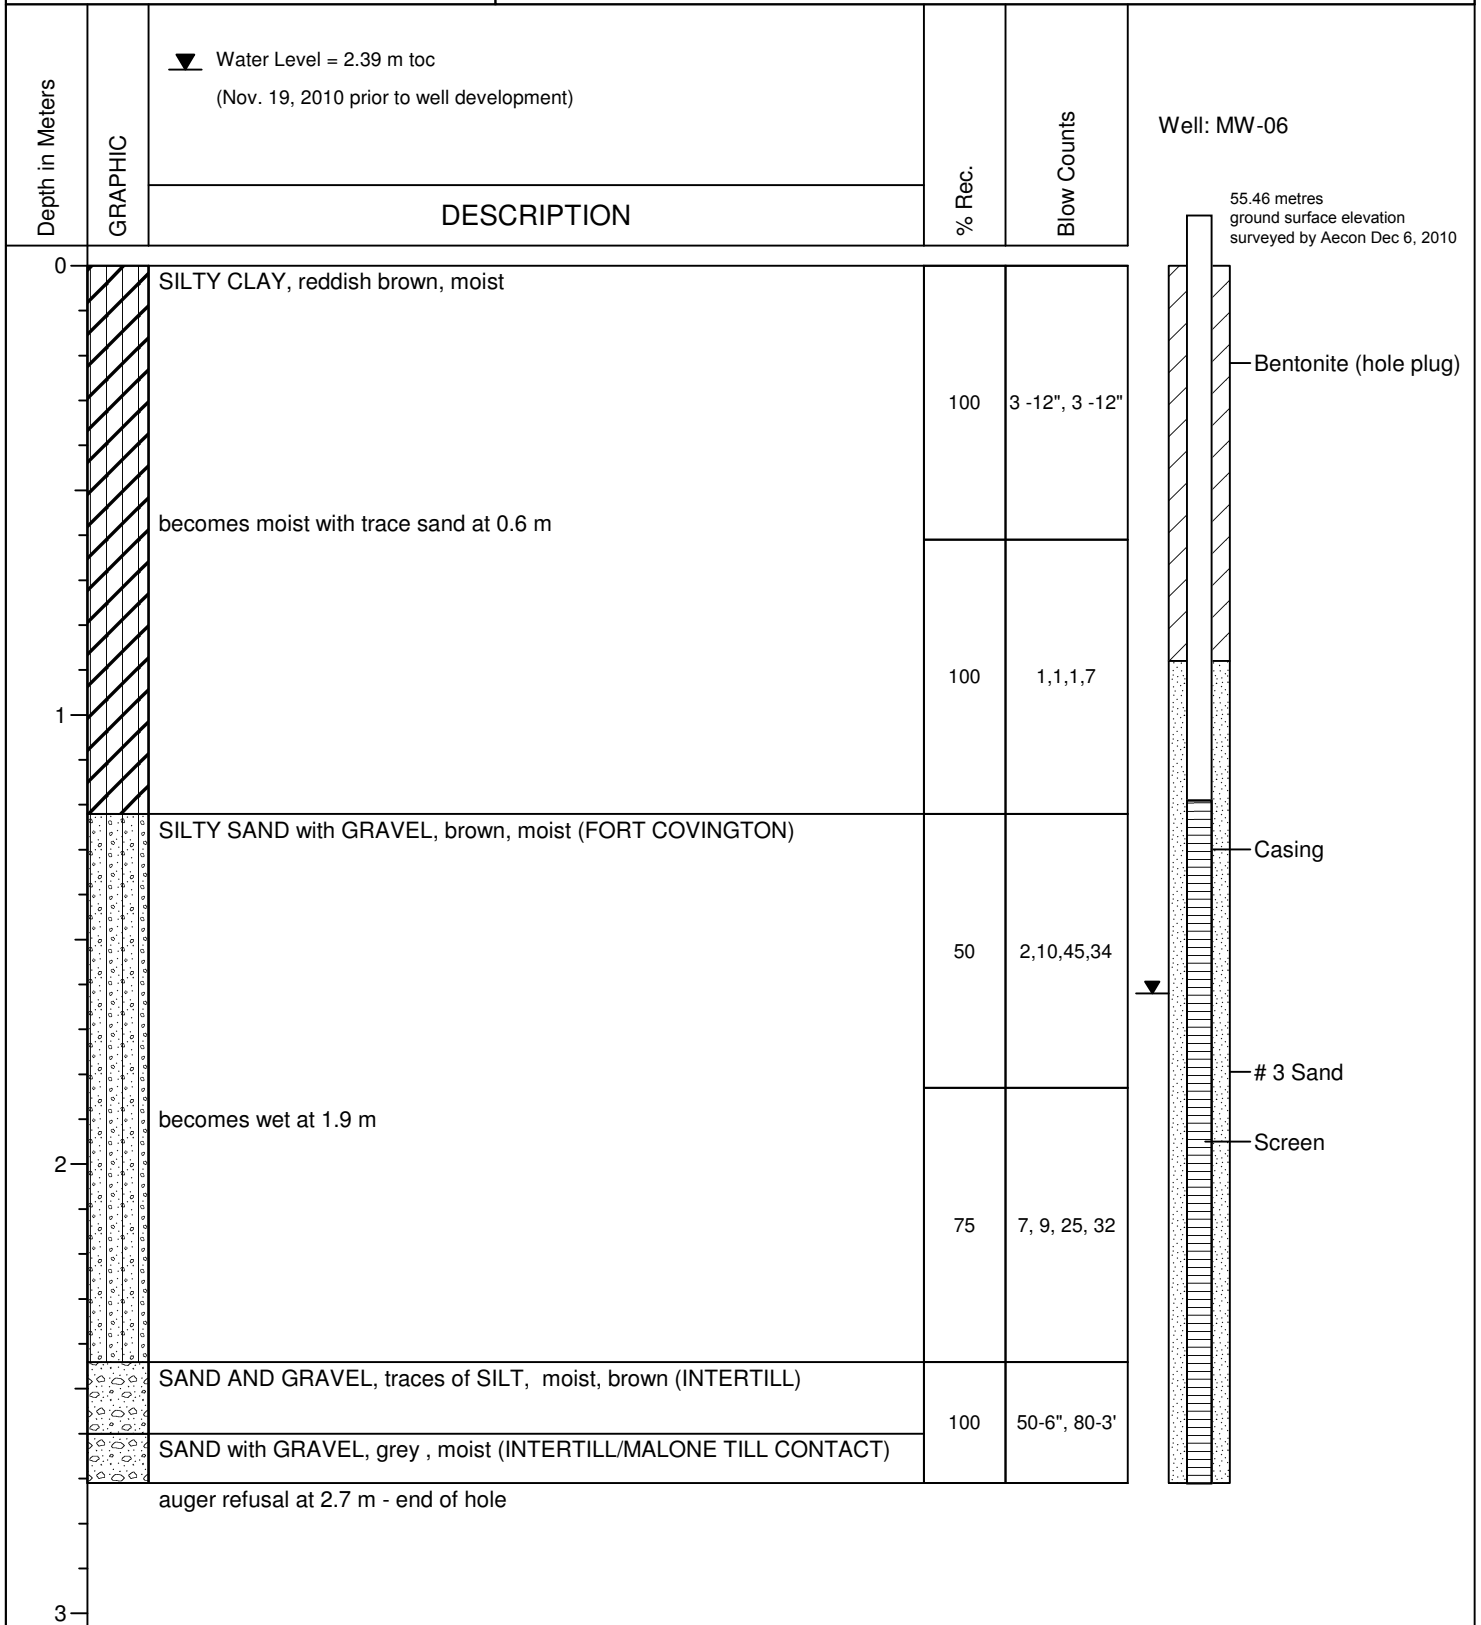 Water Level = 2.39 m toc
(Nov. 19, 2010 prior to well development)
Depth in Meters
GRAPHIC
DESCRIPTION
% Rec.
Blow Counts
Well: MW-06
55.46 metres
ground surface elevation
surveyed by Aecon Dec 6, 2010
0
SILTY CLAY, reddish brown, moist
Bentonite (hole plug)
100
3 -12", 3 -12"
becomes moist with trace sand at 0.6 m
100
1,1,1,7
1
SILTY SAND with GRAVEL, brown, moist (FORT COVINGTON)
Casing
50
2,10,45,34
# 3 Sand
becomes wet at 1.9 m
Screen
2
75
7, 9, 25, 32
SAND AND GRAVEL, traces of SILT,  moist, brown (INTERTILL)
100
50-6", 80-3'
SAND with GRAVEL, grey , moist (INTERTILL/MALONE TILL CONTACT)
auger refusal at 2.7 m - end of hole
3